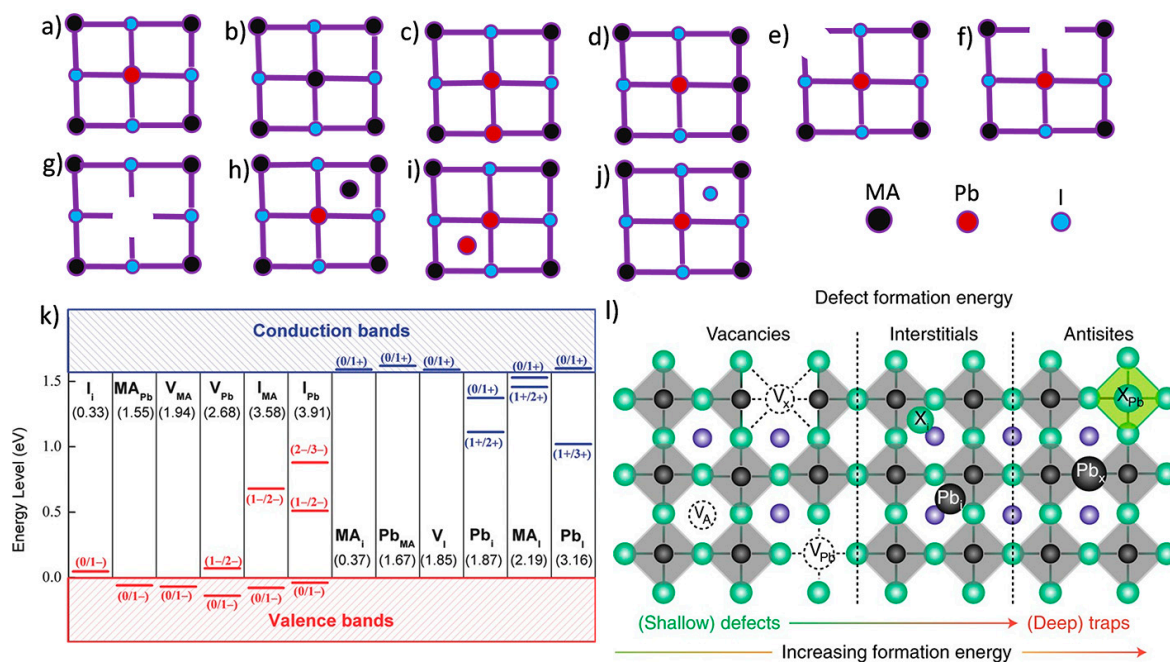 a)
b)
c)
d)
e)
f)
g)
h)
i)
j)
MA
Pb
I
k)
Conduction bands
Energy Level (eV)
1.5
1.0
0.5
0.0
(0/1+)
(0/1+)
(0/1+)
(0/1+)
(0/1+)
(0/1+)
I_i
MA_Pb
V_MA
V_Pb
I_MA
I_Pb
(0.33)
(1.55)
(1.94)
(2.68)
(3.58)
(3.91)
(1+/2+)
(1+/2+)
(1+/3+)
(2–/3–)
(1–/2–)
(1–/2–)
MA_i
Pb_MA
V_I
Pb_i
MA_I
Pb_I
(0.37)
(1.67)
(1.85)
(1.87)
(2.19)
(3.16)
(0/1–)
(1–/2–)
(0/1–)
(0/1–)
(0/1–)
(0/1–)
(0/1–)
Valence bands
l)
Defect formation energy
Vacancies
Interstitials
Antisites
V_x
X_i
X_Pb
Pb_x
V_A
Pb_i
V_Pb
(Shallow) defects
(Deep) traps
Increasing formation energy